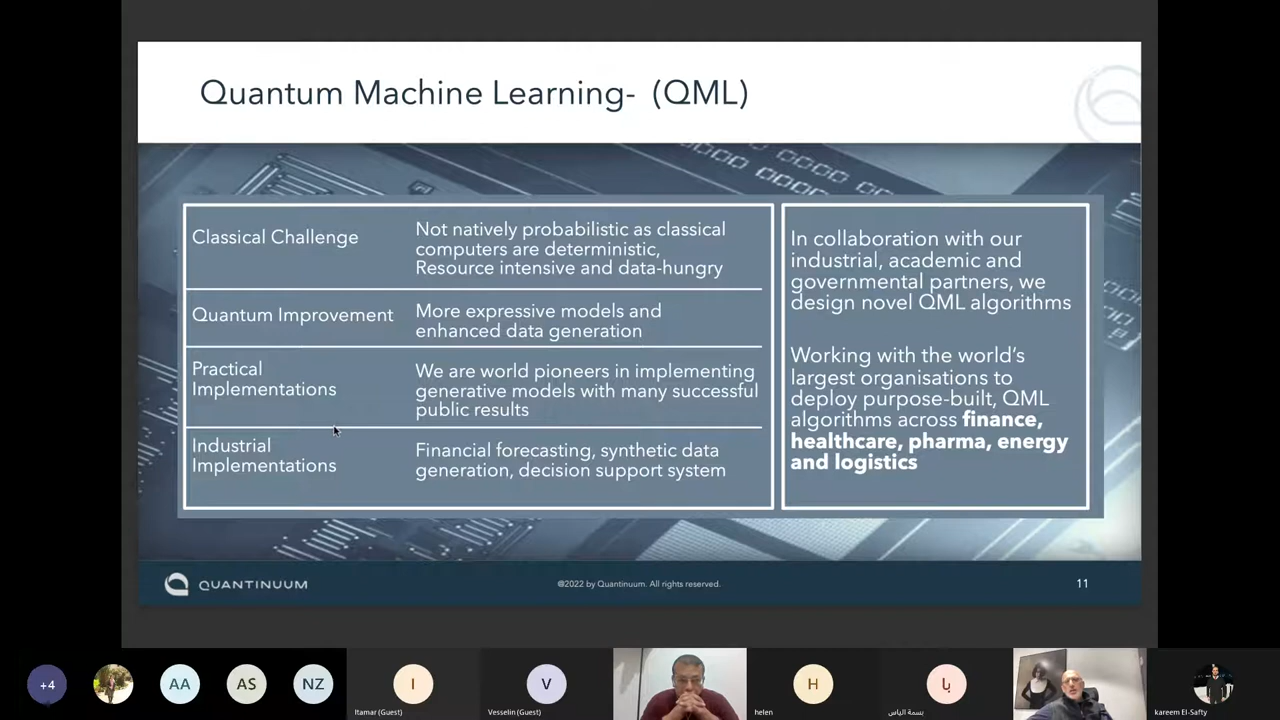 Quantum Machine Learning- (QML)
Classical Challenge
Not natively probabilistic as classical
computers are deterministic,
Resource intensive and data-hungry
Quantum Improvement
More expressive models and
enhanced data generation
Practical
Implementations
We are world pioneers in implementing
generative models with many successful
public results
Industrial
Implementations
Financial forecasting, synthetic data
generation, decision support system
In collaboration with our
industrial, academic and
governmental partners, we
design novel QML algorithms
Working with the world's
largest organisations to
deploy purpose-built, QML
algorithms across finance,
healthcare, pharma, energy
and logistics
QUANTINUUM
©2022 by Quantinuum. All rights reserved.
11
+4
AA
AS
NZ
I
Itamar (Guest)
V
Vesselin (Guest)
H
helen
با
بسمة الياس
kareem El-Safty